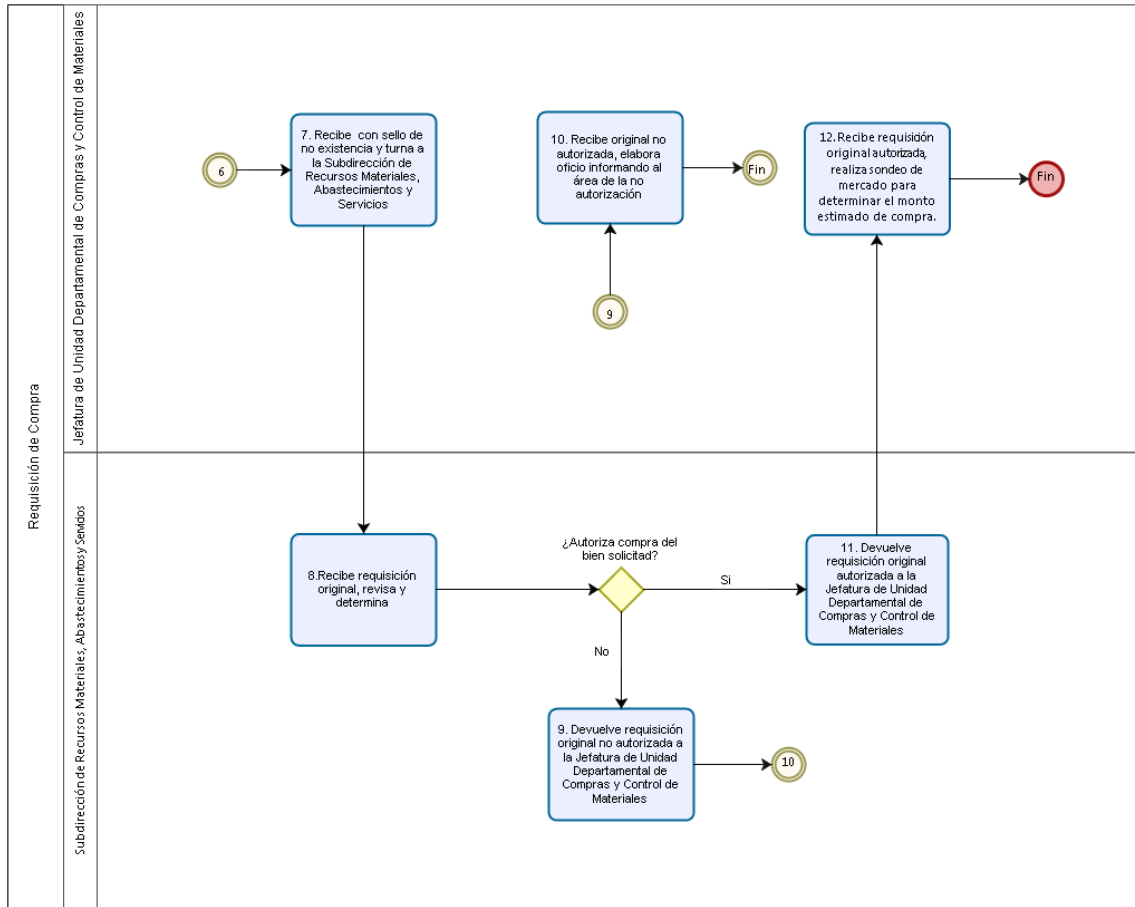 Requisición de Compra
Jefatura de Unidad Departamental de Compras y Control de Materiales
6
7. Recibe con sello de
no existencia y turna a
la Subdirección de
Recursos Materiales,
Abastecimientos y
Servicios
10. Recibe original no
autorizada, elabora
oficio informando al
área de la no
autorización
Fin
9
12. Recibe requisición
original autorizada,
realiza sondeo de
mercado para
determinar el monto
estimado de compra.
Fin
Subdirección de Recursos Materiales, Abastecimientos y Servicios
8.Recibe requisición
original, revisa y
determina
¿Autoriza compra del
bien solicitad?
Si
No
11. Devuelve
requisición original
autorizada a la
Jefatura de Unidad
Departamental de
Compras y Control de
Materiales
9. Devuelve requisición
original no autorizada a
la Jefatura de Unidad
Departamental de
Compras y Control de
Materiales
10